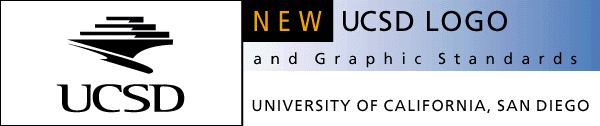 UCSD
NEW UCSD LOGO
and Graphic Standards
UNIVERSITY OF CALIFORNIA, SAN DIEGO